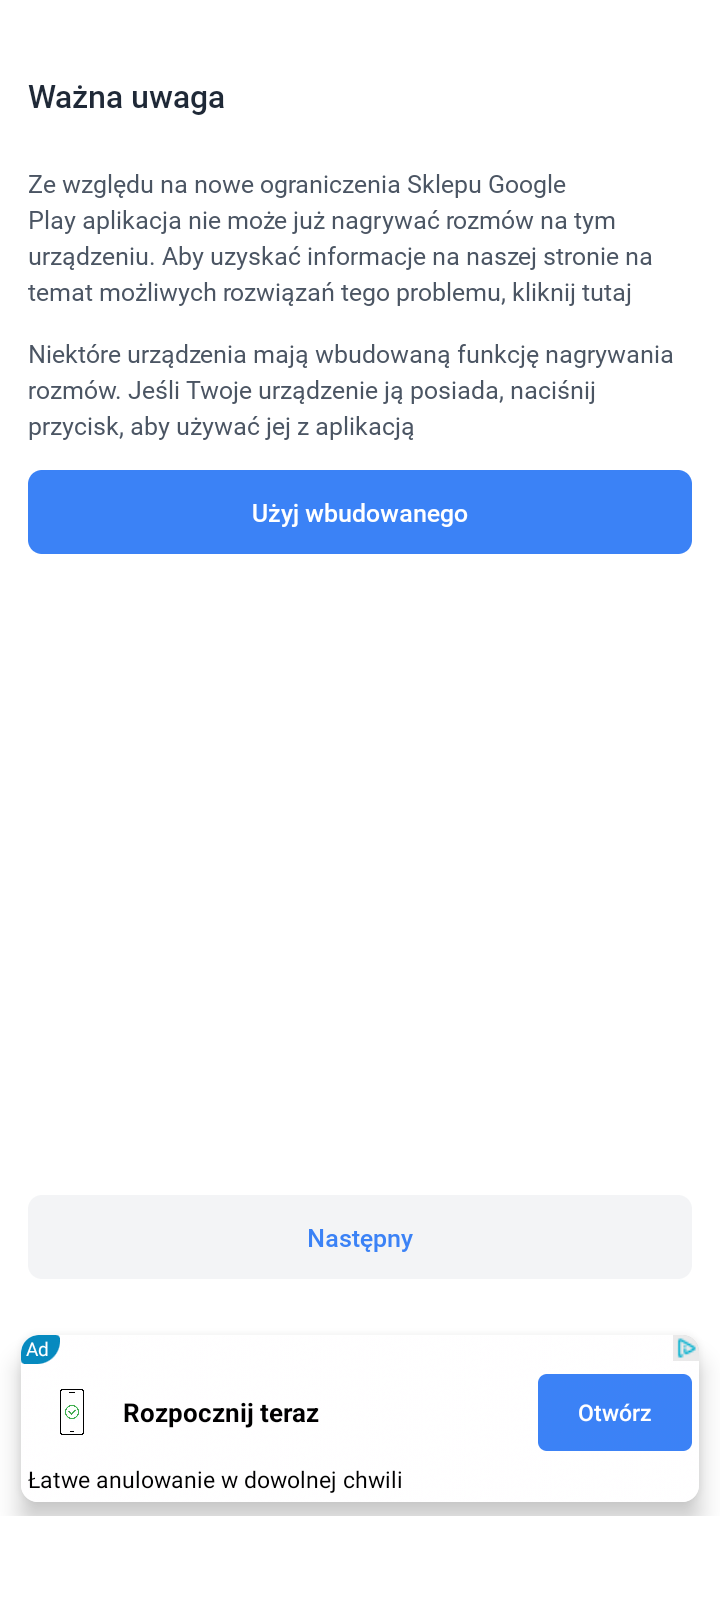 Ważna uwaga
Ze względu na nowe ograniczenia Sklepu Google
Play aplikacja nie może już nagrywać rozmów na tym
urządzeniu. Aby uzyskać informacje na naszej stronie na
temat możliwych rozwiązań tego problemu, kliknij tutaj
Niektóre urządzenia mają wbudowaną funkcję nagrywania
rozmów. Jeśli Twoje urządzenie ją posiada, naciśnij
przycisk, aby używać jej z aplikacją
Użyj wbudowanego
Następny
Ad
Rozpocznij teraz
Otwórz
Łatwe anulowanie w dowolnej chwili